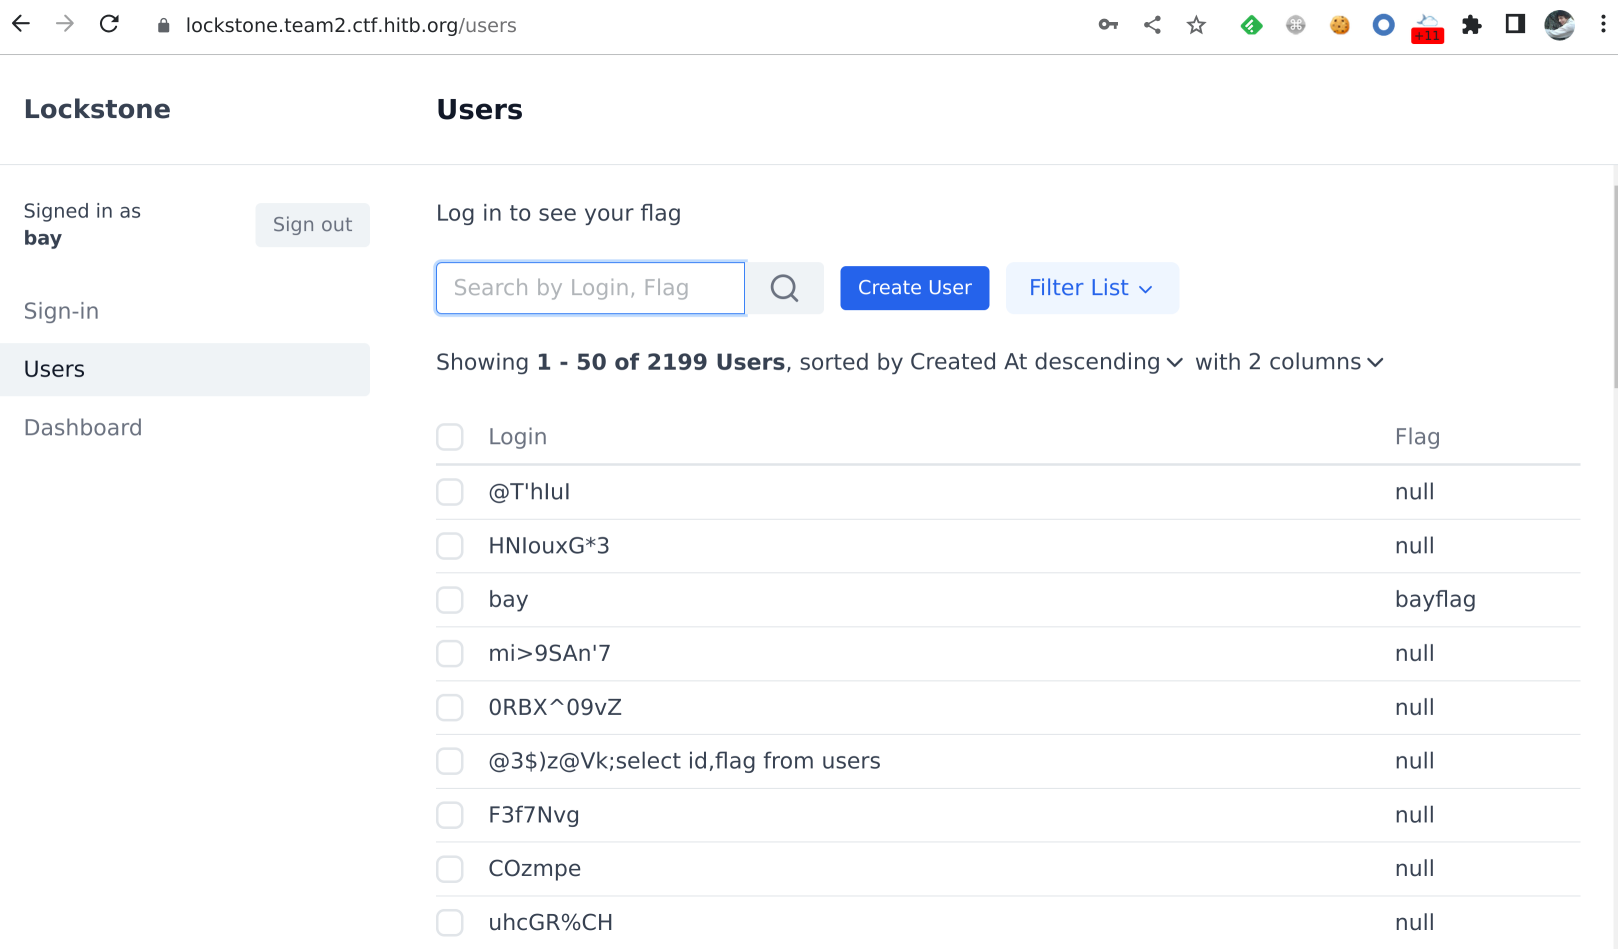 lockstone.team2.ctf.hitb.org/users
+11
Lockstone
Users
Signed in as
bay
Sign out
Sign-in
Users
Dashboard
Log in to see your flag
Search by Login, Flag
Create User
Filter List
Showing 1 - 50 of 2199 Users, sorted by Created At descending with 2 columns
Login Flag
@T'hIuI null
HNIouxG*3 null
bay bayflag
mi>9SAn'7 null
0RBX^09vZ null
@3$)z@Vk;select id,flag from users null
F3f7Nvg null
COzmpe null
uhcGR%CH null